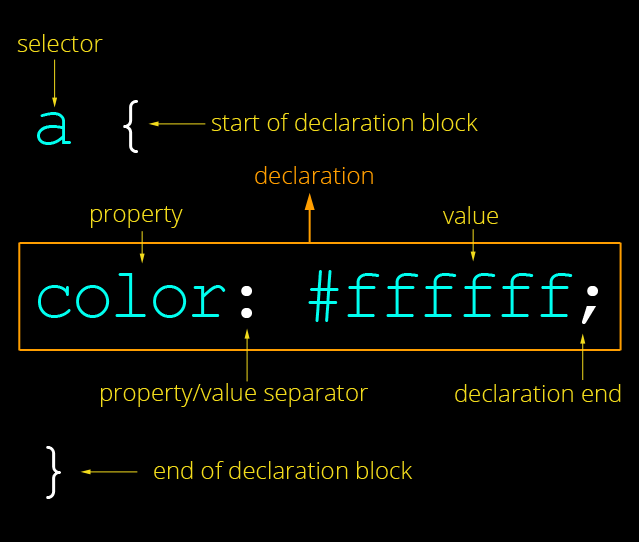 selector
a {
start of declaration block
declaration
property
value
color: #ffffff;
property/value separator
declaration end
}
end of declaration block